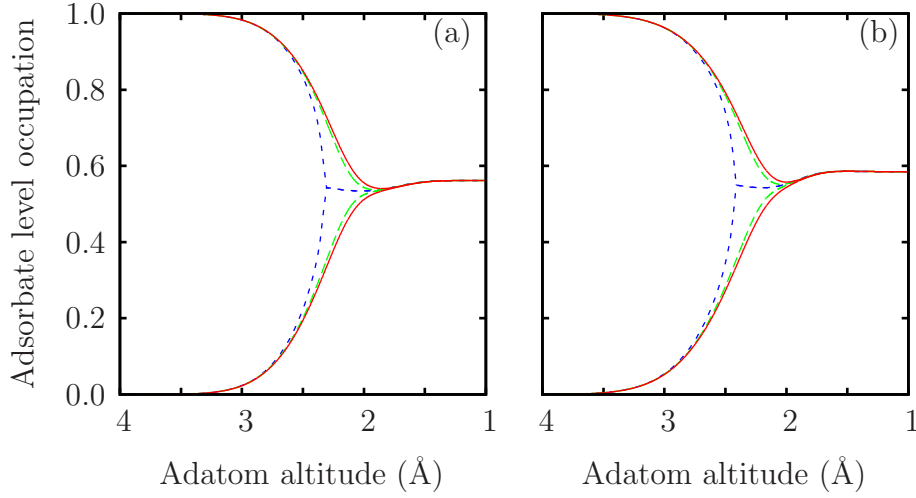 (a)
(b)
Adsorbate level occupation
1.0
0.8
0.6
0.4
0.2
0.0
4 3 2 1
4 3 2 1
Adatom altitude (Å)
Adatom altitude (Å)